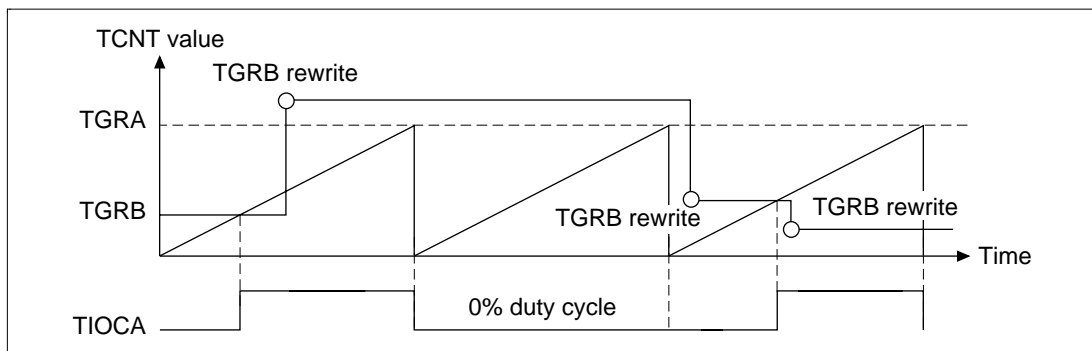 TCNT value
TGRB rewrite
TGRA
TGRB
TGRB rewrite
TGRB rewrite
Time
0% duty cycle
TIOCA